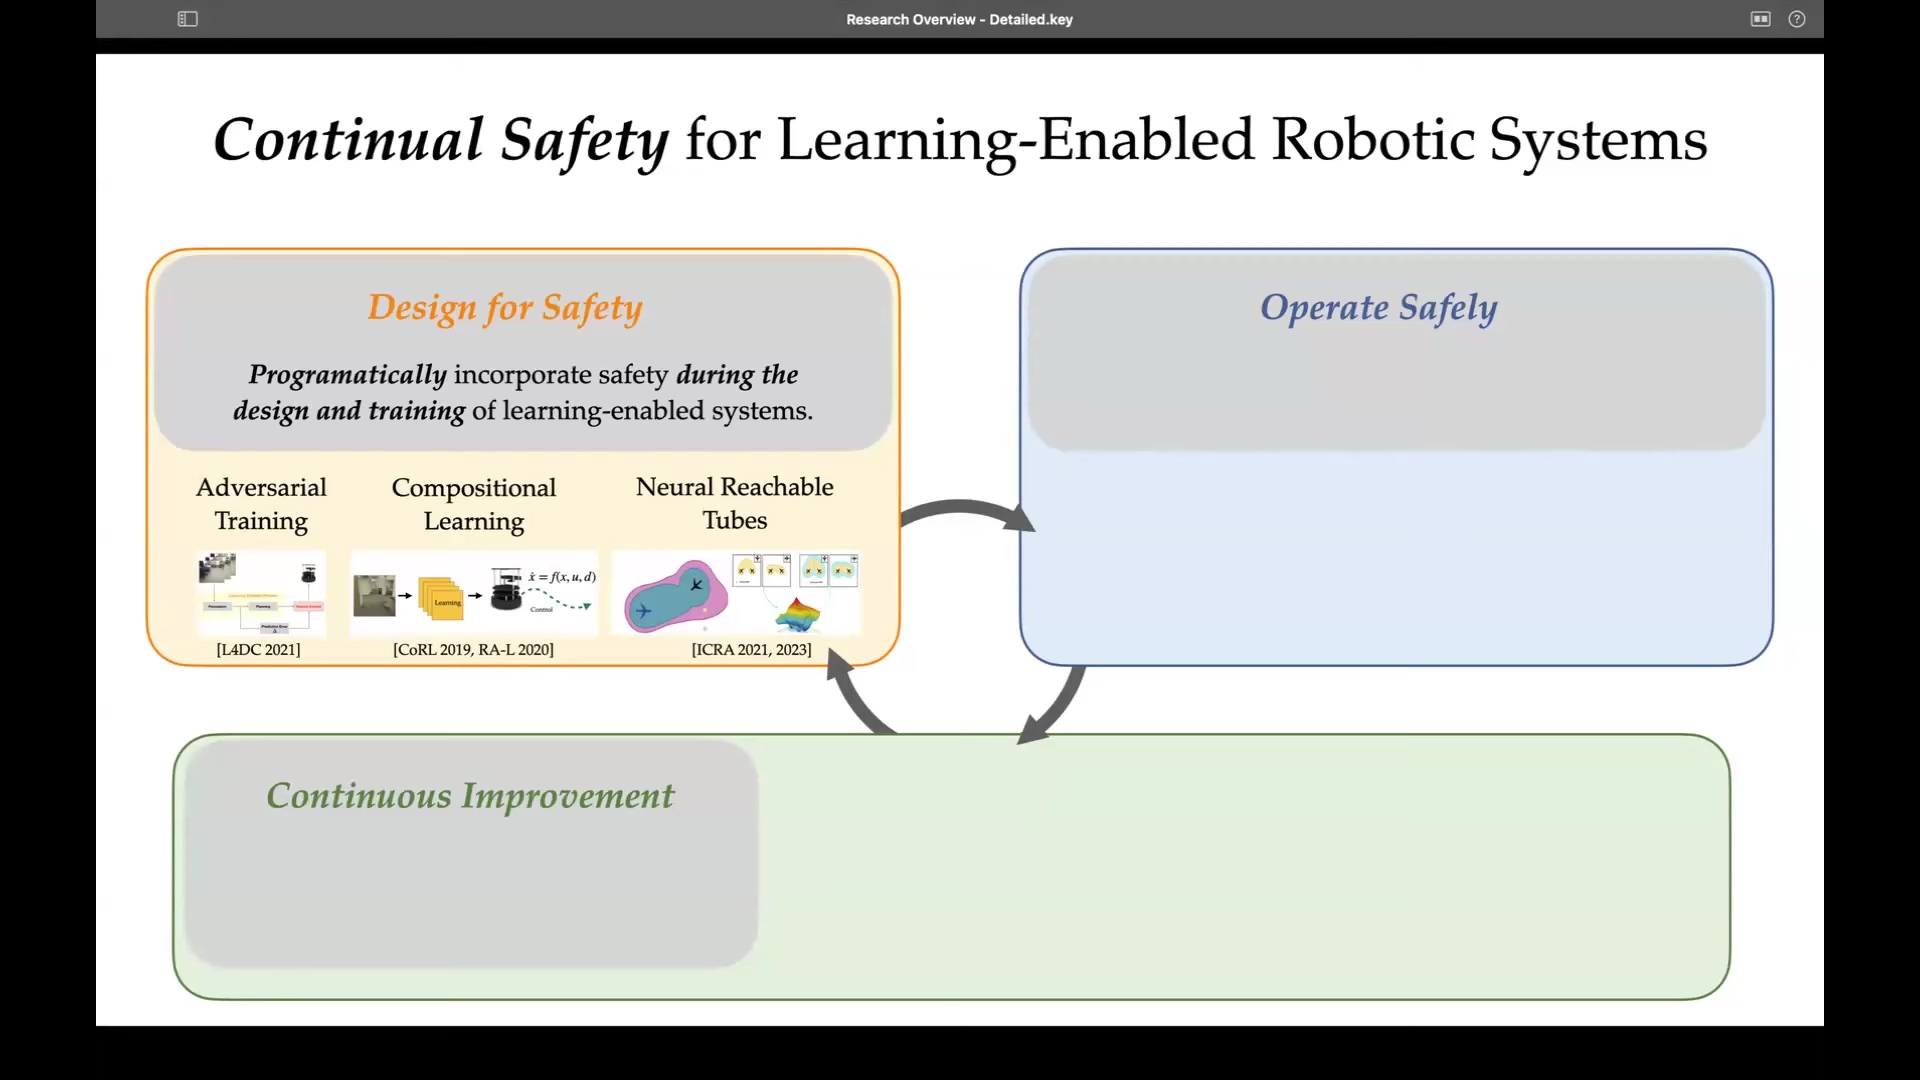 Research Overview - Detailed.key
Continual Safety for Learning-Enabled Robotic Systems
Design for Safety
Programatically incorporate safety during the
design and training of learning-enabled systems.
Adversarial
Training
Compositional
Learning
Neural Reachable
Tubes
Learning
ẋ = f(x, u, d)
Control
[L4DC 2021]
[CoRL 2019, RA-L 2020]
[ICRA 2021, 2023]
Operate Safely
Continuous Improvement